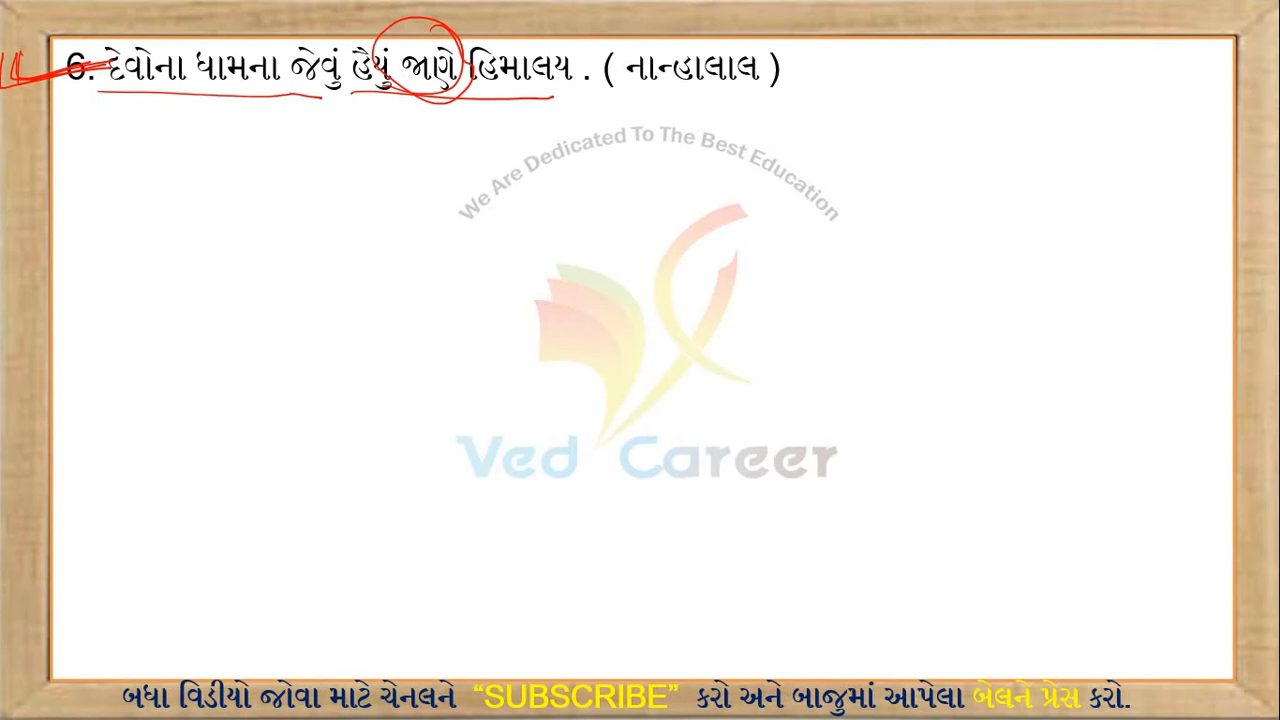 6. દેવોના ધામના જેવું હૈયું જાણે હિમાલય . ( નાન્હાલાલ )
We Are Dedicated To The Best Education
Ved Career
બધા વિડીયો જોવા માટે ચેનલને “SUBSCRIBE” કરો અને બાજુમાં આપેલા બેલને પ્રેસ કરો.